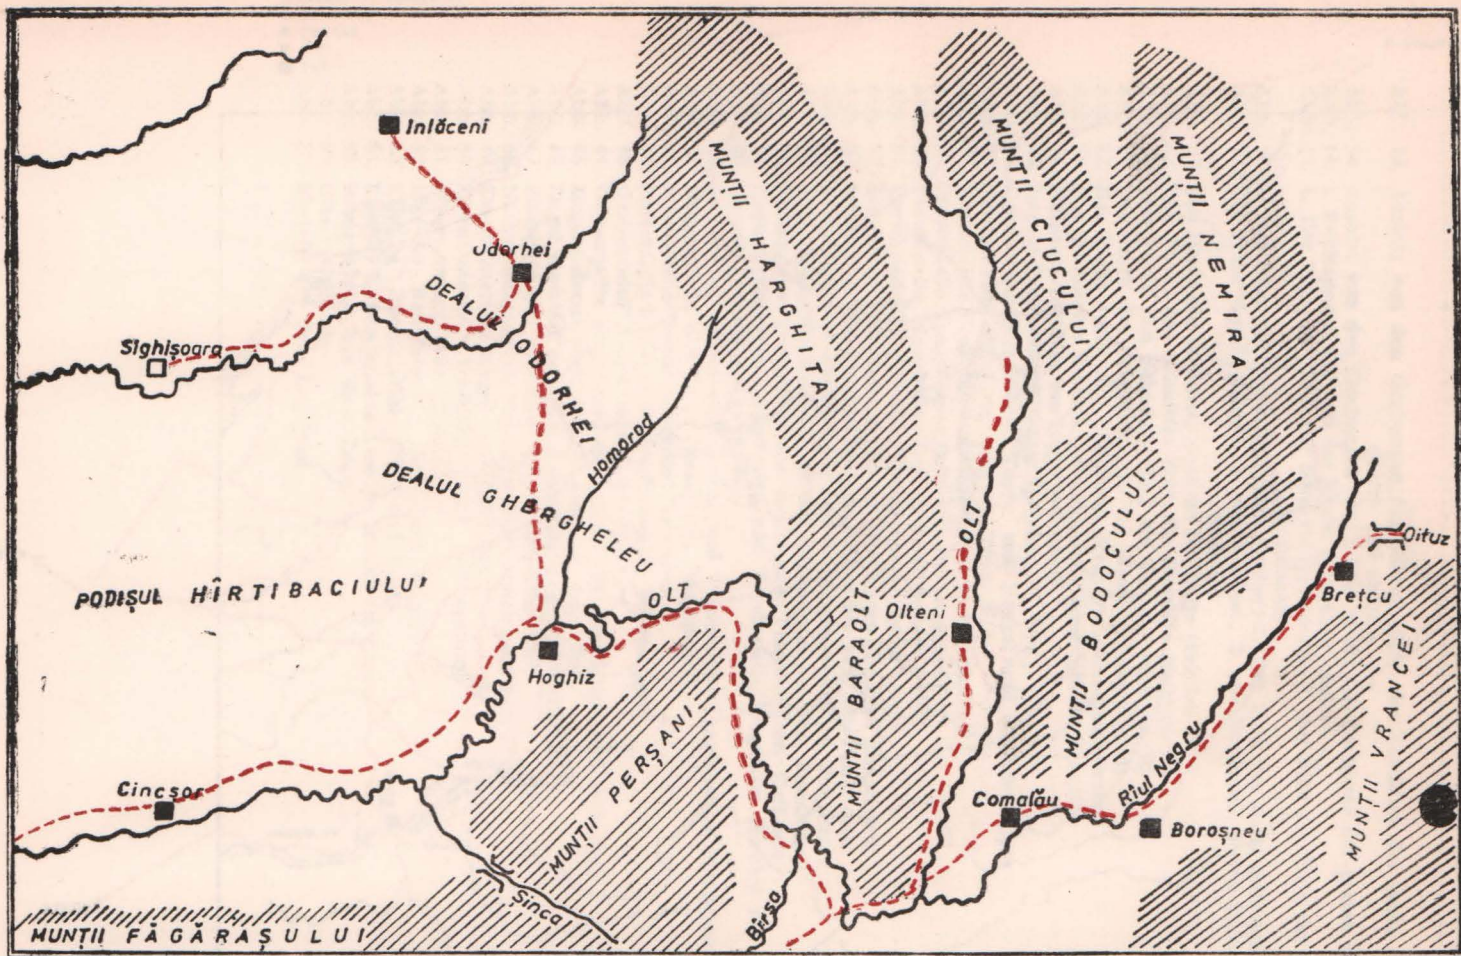 Inlăceni
Odorhei
DEALUL ODORHEI
Sighișoara
MUNȚII HARGHITA
MUNȚII CIUCULUI
MUNȚII NEMIRA
Homorod
DEALUL GHERGHELEU
PODIȘUL HÎRTIBACIULUI
OLT
OLT
Oituz
Brețcu
Olteni
MUNȚII BARAOLT
MUNȚII BODOCULUI
MUNȚII VRANCEI
Hoghiz
MUNȚII PERȘANI
Rîul Negru
Cincșor
Comalău
Boroșneu
Șinca
Bîrsa
MUNȚII FĂGĂRAȘULUI